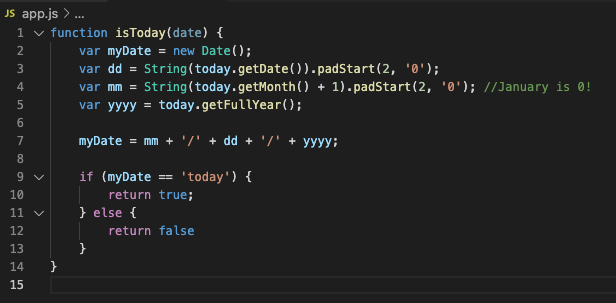 JS app.js > ...
1 function isToday(date) {
2 var myDate = new Date();
3 var dd = String(today.getDate()).padStart(2, '0');
4 var mm = String(today.getMonth() + 1).padStart(2, '0'); //January is 0!
5 var yyyy = today.getFullYear();
6
7 myDate = mm + '/' + dd + '/' + yyyy;
8
9 if (myDate == 'today') {
10 return true;
11 } else {
12 return false
13 }
14 }
15